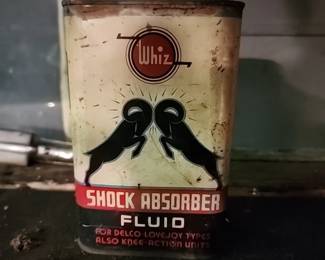 Whiz
SHOCK ABSORBER
FLUID
FOR DELCO LOVEJOY TYPES
ALSO KNEE-ACTION UNITS